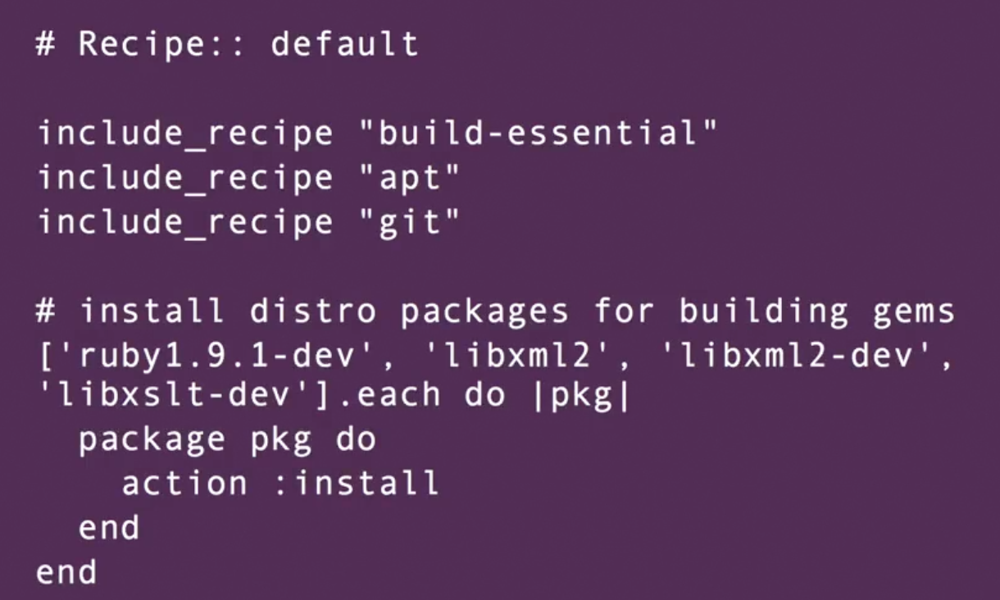 # Recipe:: default
include_recipe "build-essential"
include_recipe "apt"
include_recipe "git"
# install distro packages for building gems
['ruby1.9.1-dev', 'libxml2', 'libxml2-dev',
'libxslt-dev'].each do |pkg|
  package pkg do
    action :install
  end
end